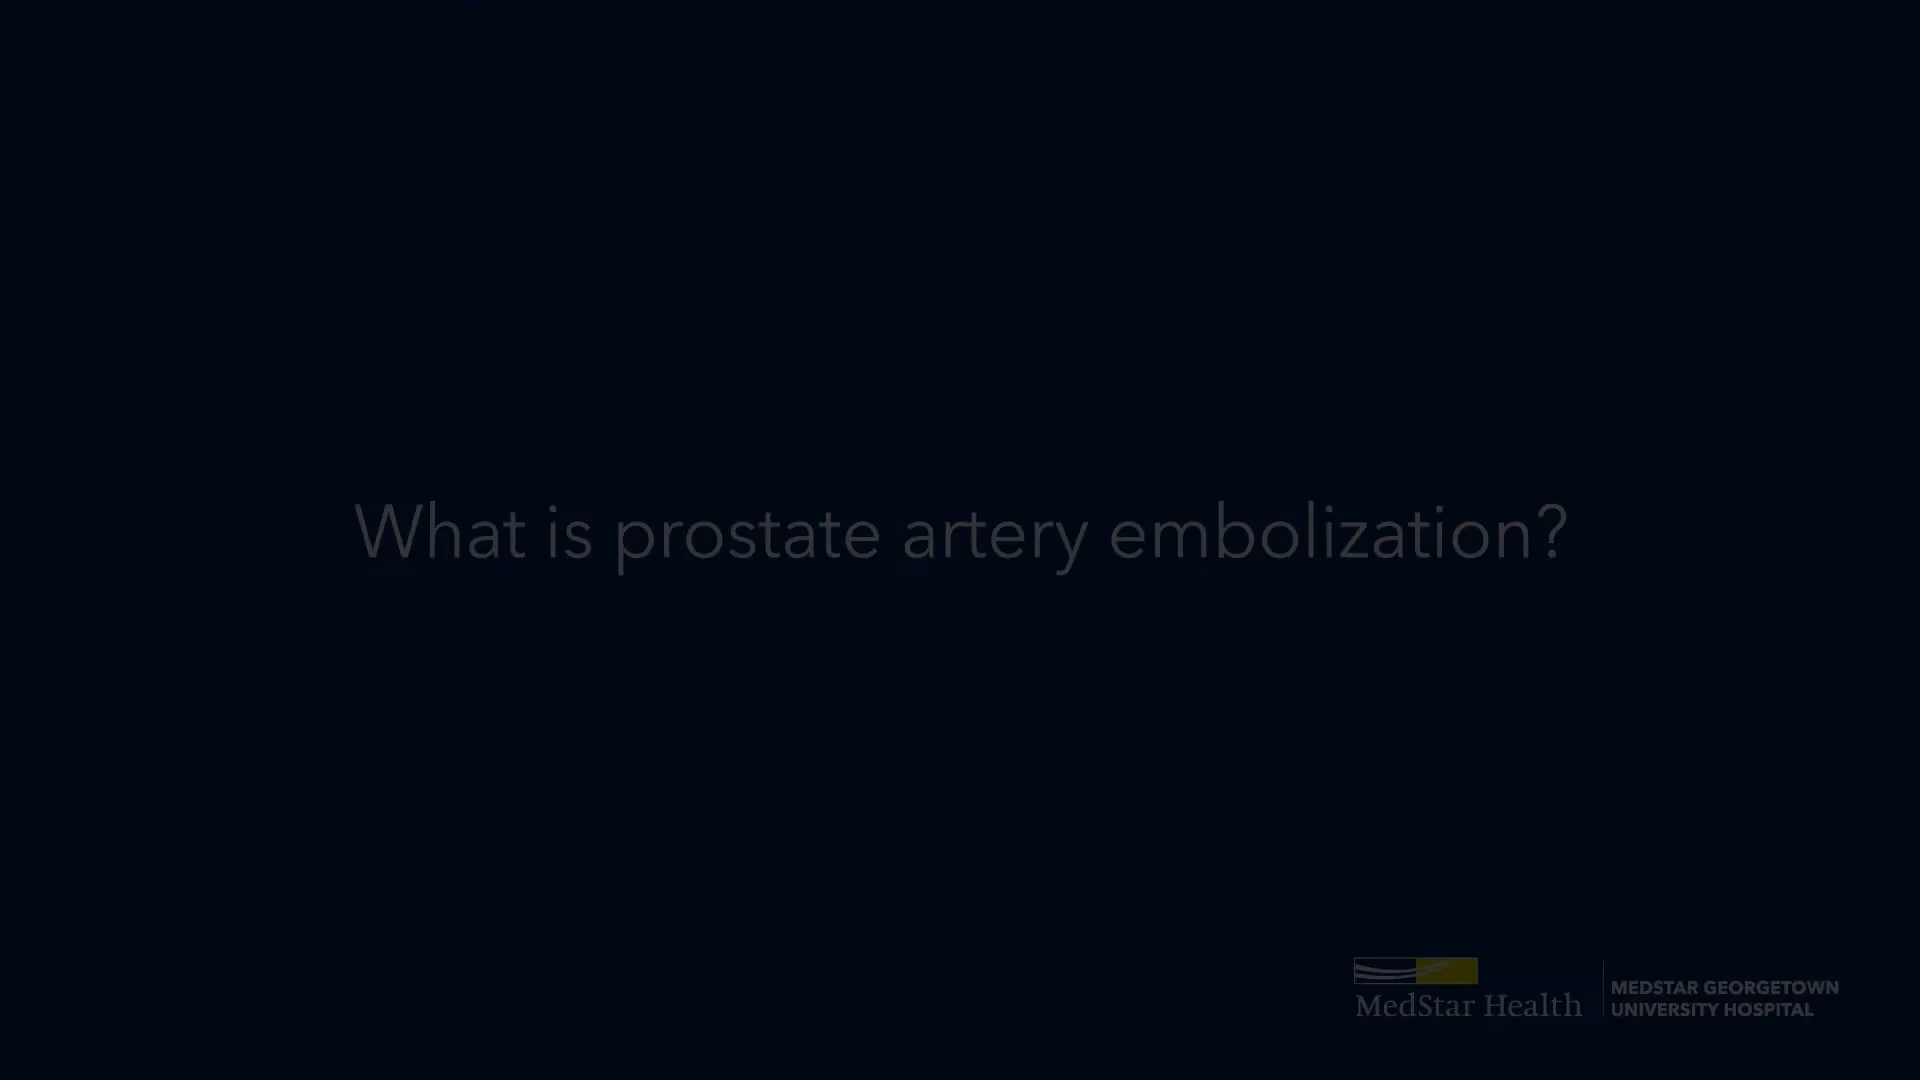 What is prostate artery embolization?
MedStar Health
MEDSTAR GEORGETOWN
UNIVERSITY HOSPITAL